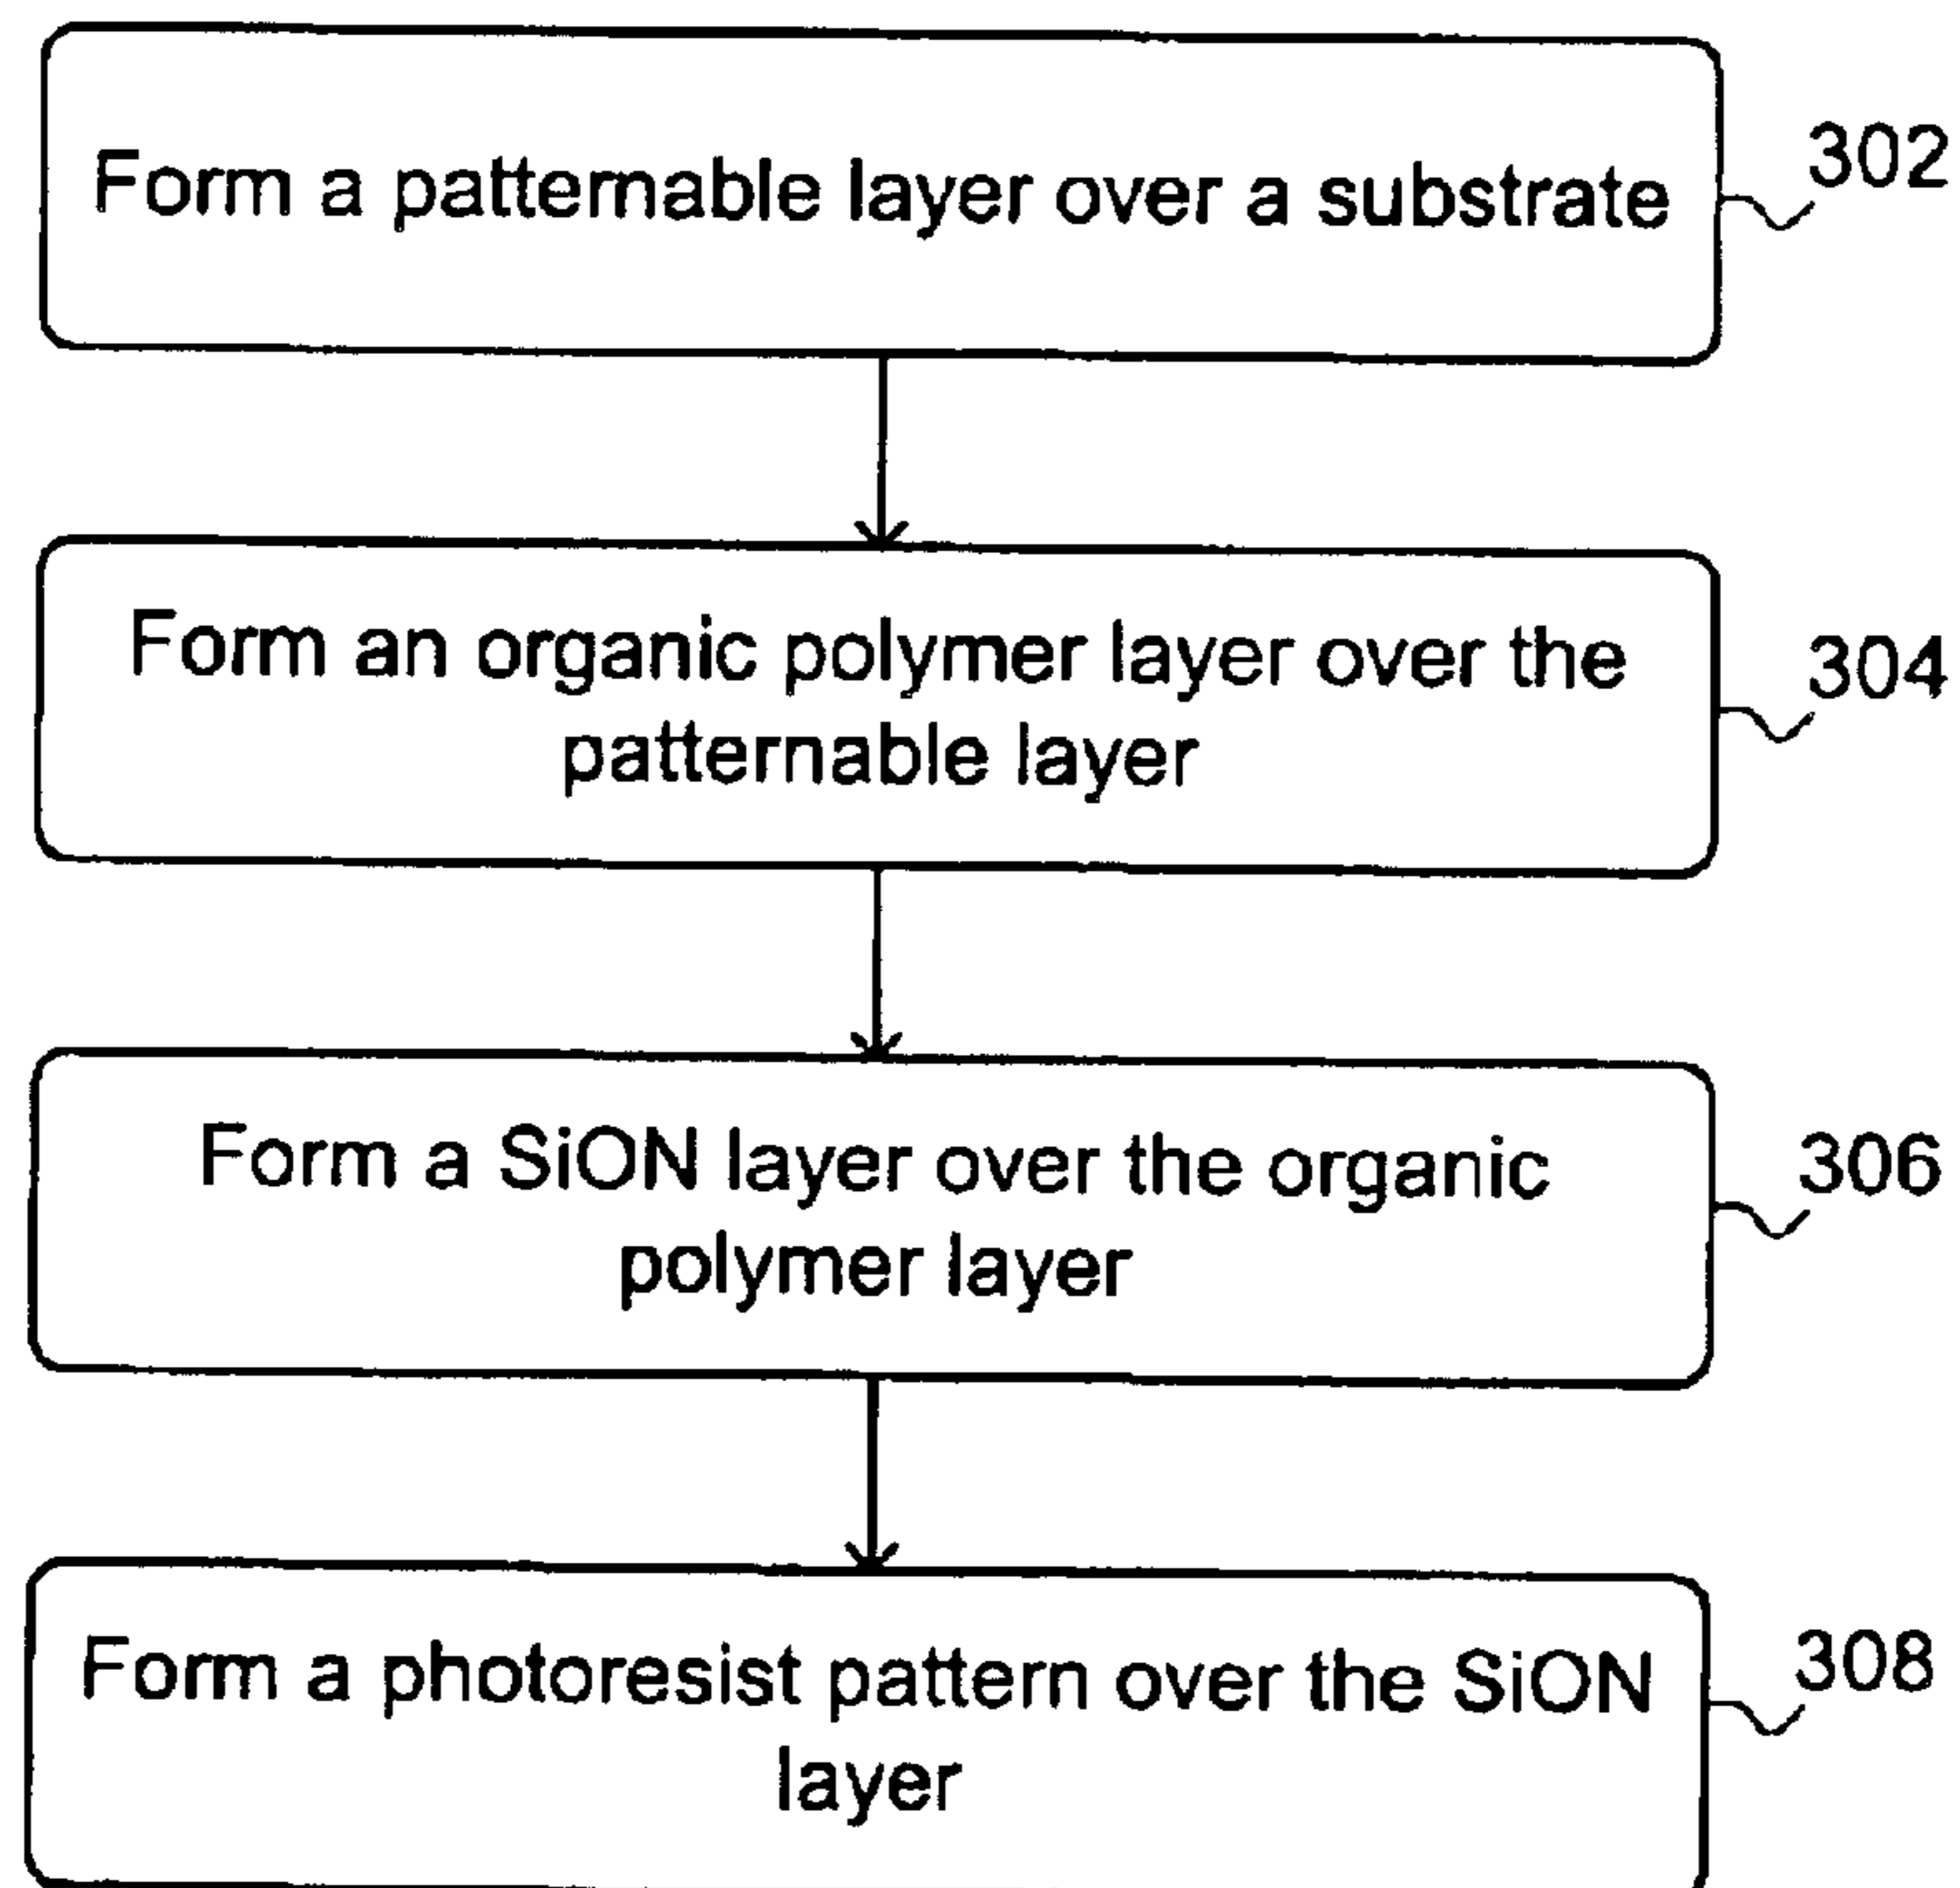 Form a patternable layer over a substrate
302
Form an organic polymer layer over the
patternable layer
304
Form a SiON layer over the organic
polymer layer
306
Form a photoresist pattern over the SiON
layer
308